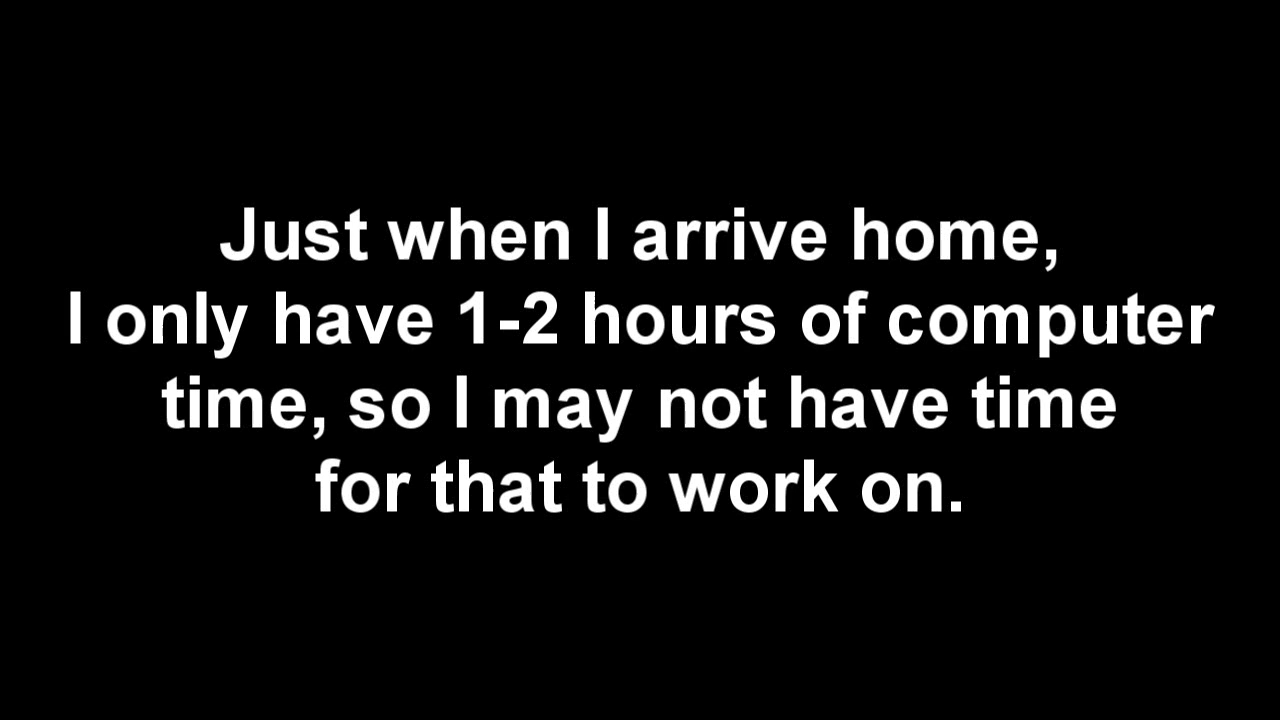 Just when I arrive home,
I only have 1-2 hours of computer
time, so I may not have time
for that to work on.